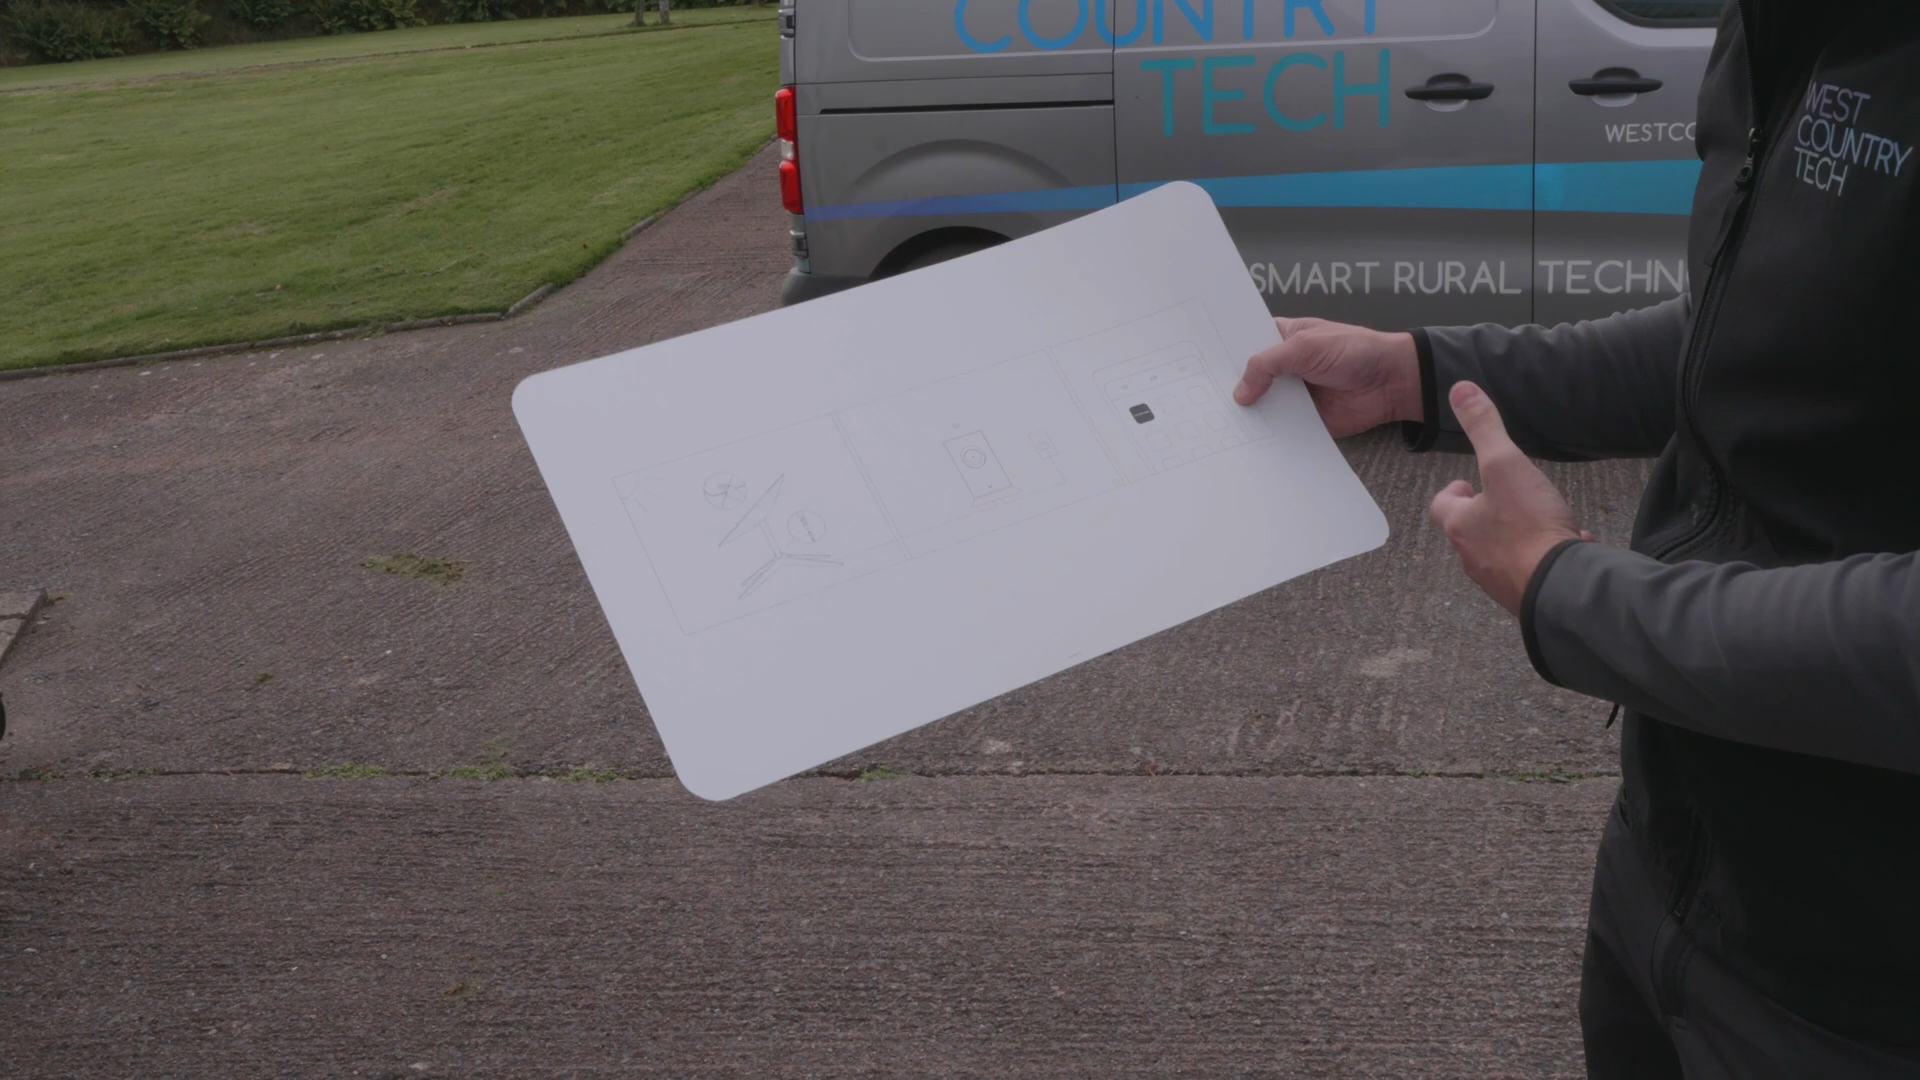 COUNTRY
TECH
WESTCO
SMART RURAL TECHN
WEST
COUNTRY
TECH